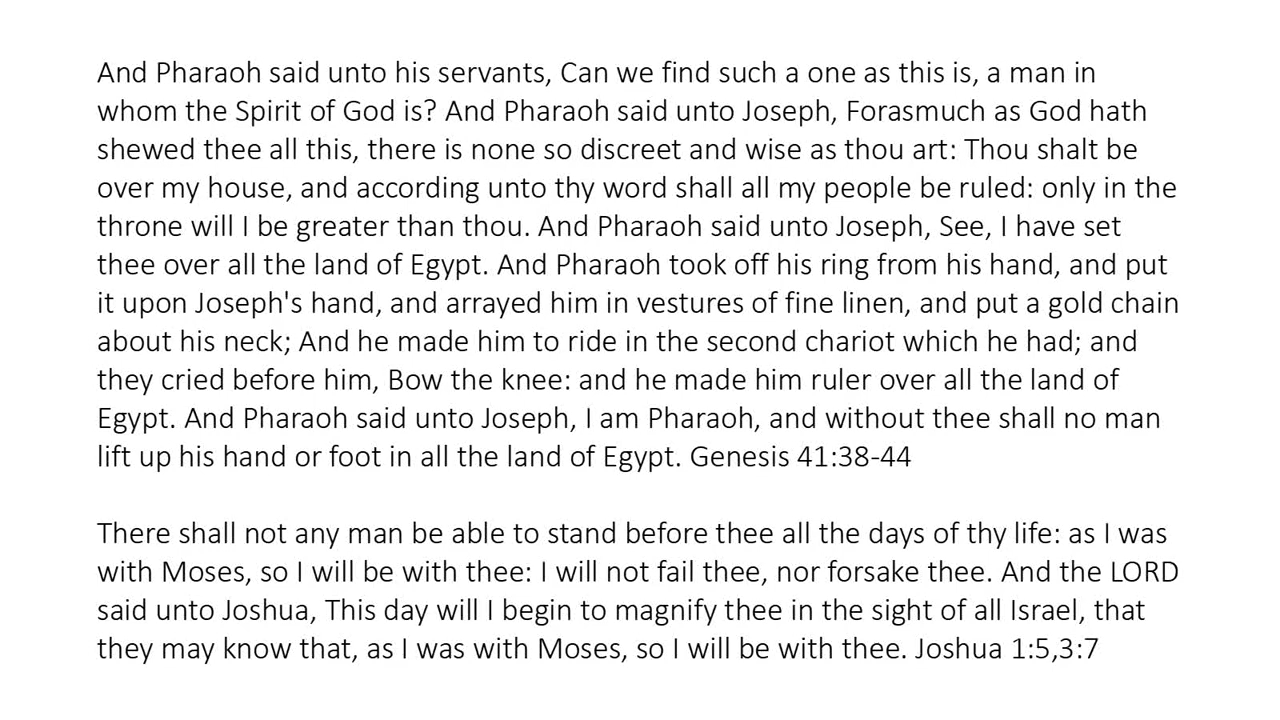 And Pharaoh said unto his servants, Can we find such a one as this is, a man in
whom the Spirit of God is? And Pharaoh said unto Joseph, Forasmuch as God hath
shewed thee all this, there is none so discreet and wise as thou art: Thou shalt be
over my house, and according unto thy word shall all my people be ruled: only in the
throne will I be greater than thou. And Pharaoh said unto Joseph, See, I have set
thee over all the land of Egypt. And Pharaoh took off his ring from his hand, and put
it upon Joseph's hand, and arrayed him in vestures of fine linen, and put a gold chain
about his neck; And he made him to ride in the second chariot which he had; and
they cried before him, Bow the knee: and he made him ruler over all the land of
Egypt. And Pharaoh said unto Joseph, I am Pharaoh, and without thee shall no man
lift up his hand or foot in all the land of Egypt. Genesis 41:38-44
There shall not any man be able to stand before thee all the days of thy life: as I was
with Moses, so I will be with thee: I will not fail thee, nor forsake thee. And the LORD
said unto Joshua, This day will I begin to magnify thee in the sight of all Israel, that
they may know that, as I was with Moses, so I will be with thee. Joshua 1:5,3:7